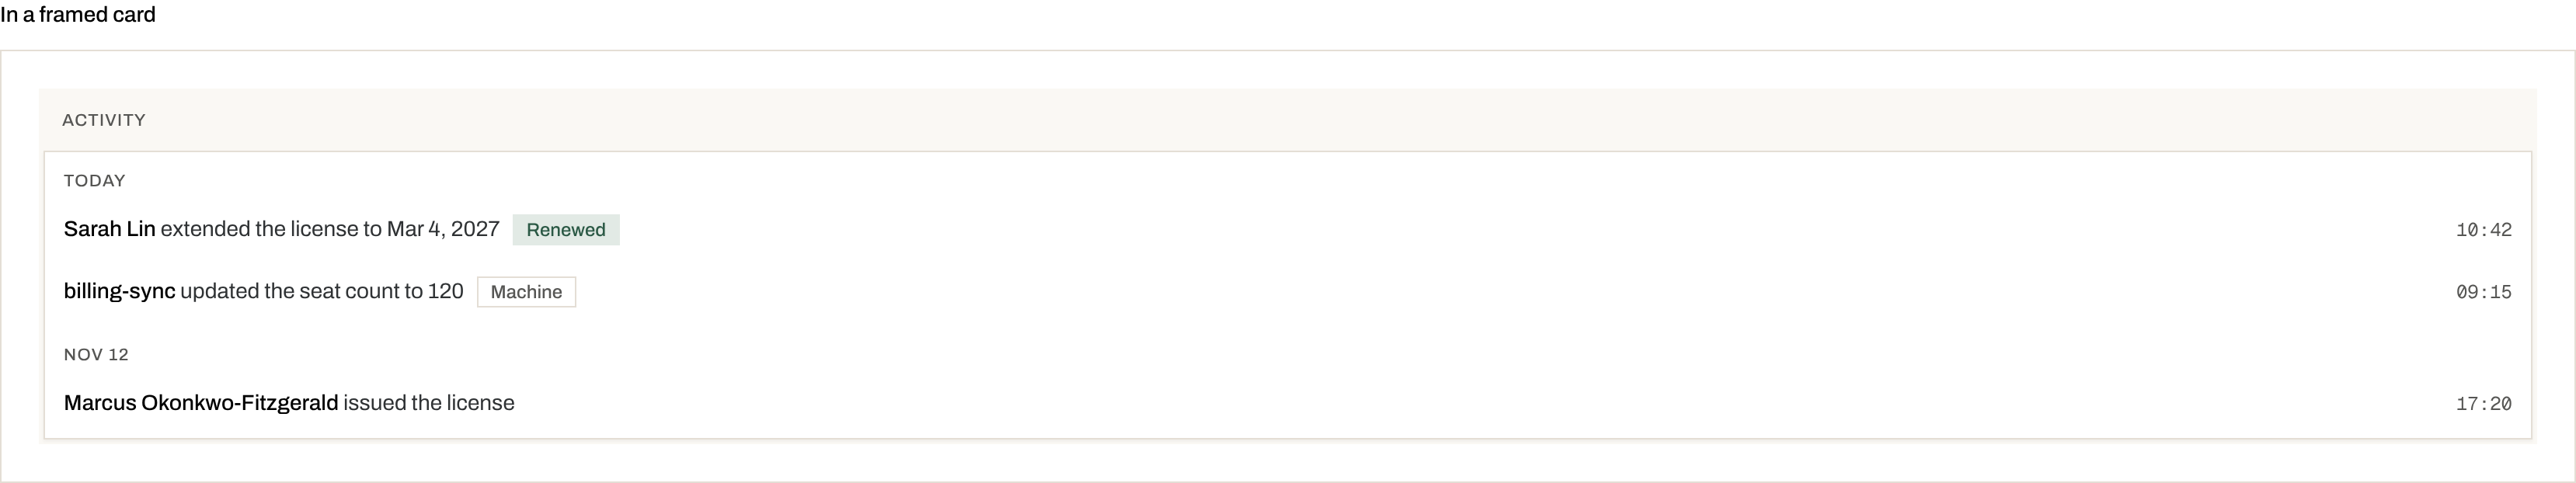 In a framed card
ACTIVITY
TODAY
Sarah Lin extended the license to Mar 4, 2027 Renewed 10:42
billing-sync updated the seat count to 120 Machine 09:15
NOV 12
Marcus Okonkwo-Fitzgerald issued the license 17:20